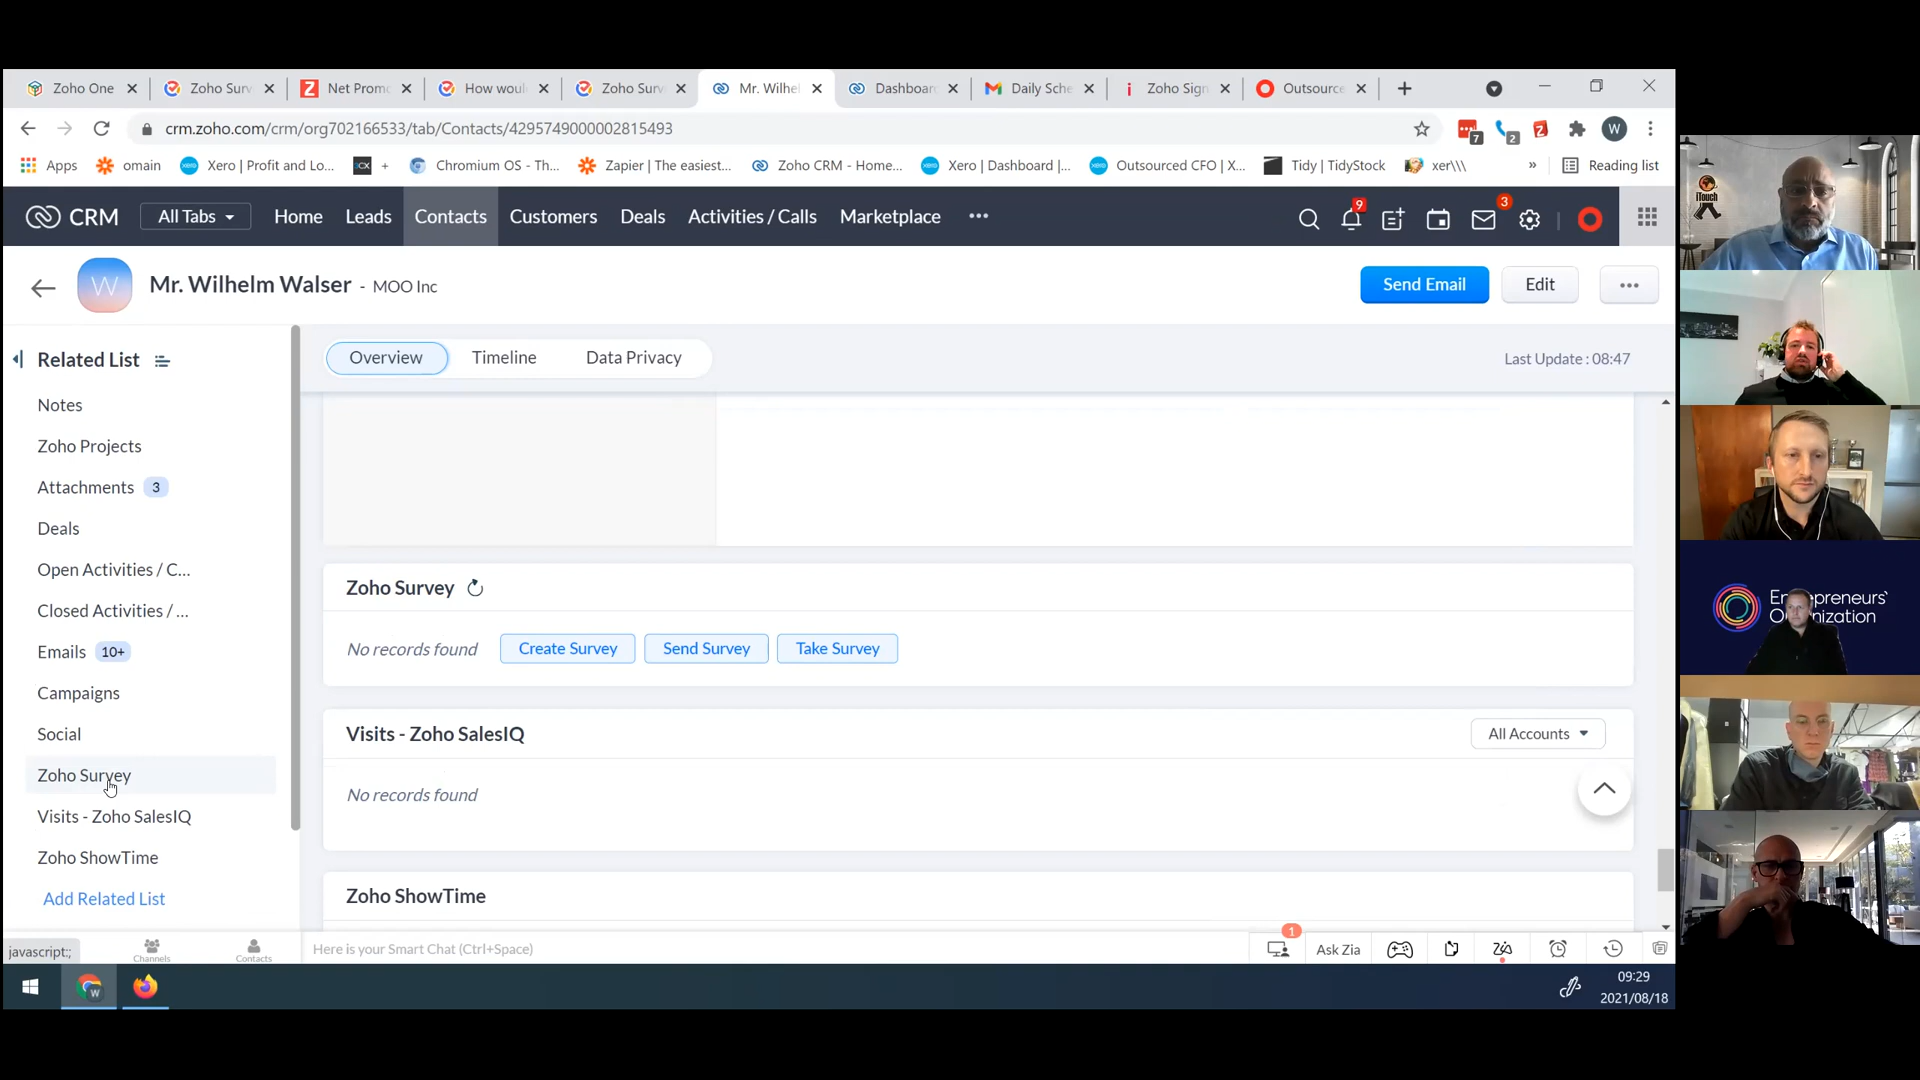 Zoho One
Zoho Surv
Net Promo
How woul
Zoho Surv
Mr. Wilhel
Dashboar
Daily Sche
Zoho Sign
Outsource
crm.zoho.com/crm/org702166533/tab/Contacts/4295749000002815493
7
2
W
Apps
omain
Xero | Profit and Lo...
+
Chromium OS - Th...
Zapier | The easiest...
Zoho CRM - Home...
Xero | Dashboard |...
Outsourced CFO | X...
Tidy | TidyStock
xer\\\
»
Reading list
CRM
All Tabs
Home
Leads
Contacts
Customers
Deals
Activities / Calls
Marketplace
...
9
3
W
Mr. Wilhelm Walser - MOO Inc
Send Email
Edit
...
Related List
Overview
Timeline
Data Privacy
Last Update : 08:47
Notes
Zoho Projects
Attachments 3
Deals
Open Activities / C...
Closed Activities / ...
Emails 10+
Campaigns
Social
Zoho Survey
Visits - Zoho SalesIQ
Zoho ShowTime
Add Related List
Zoho Survey
No records found
Create Survey
Send Survey
Take Survey
Visits - Zoho SalesIQ
All Accounts
No records found
Zoho ShowTime
javascript:;
Channels
Contacts
Here is your Smart Chat (Ctrl+Space)
1
Ask Zia
09:29
2021/08/18
iTouch